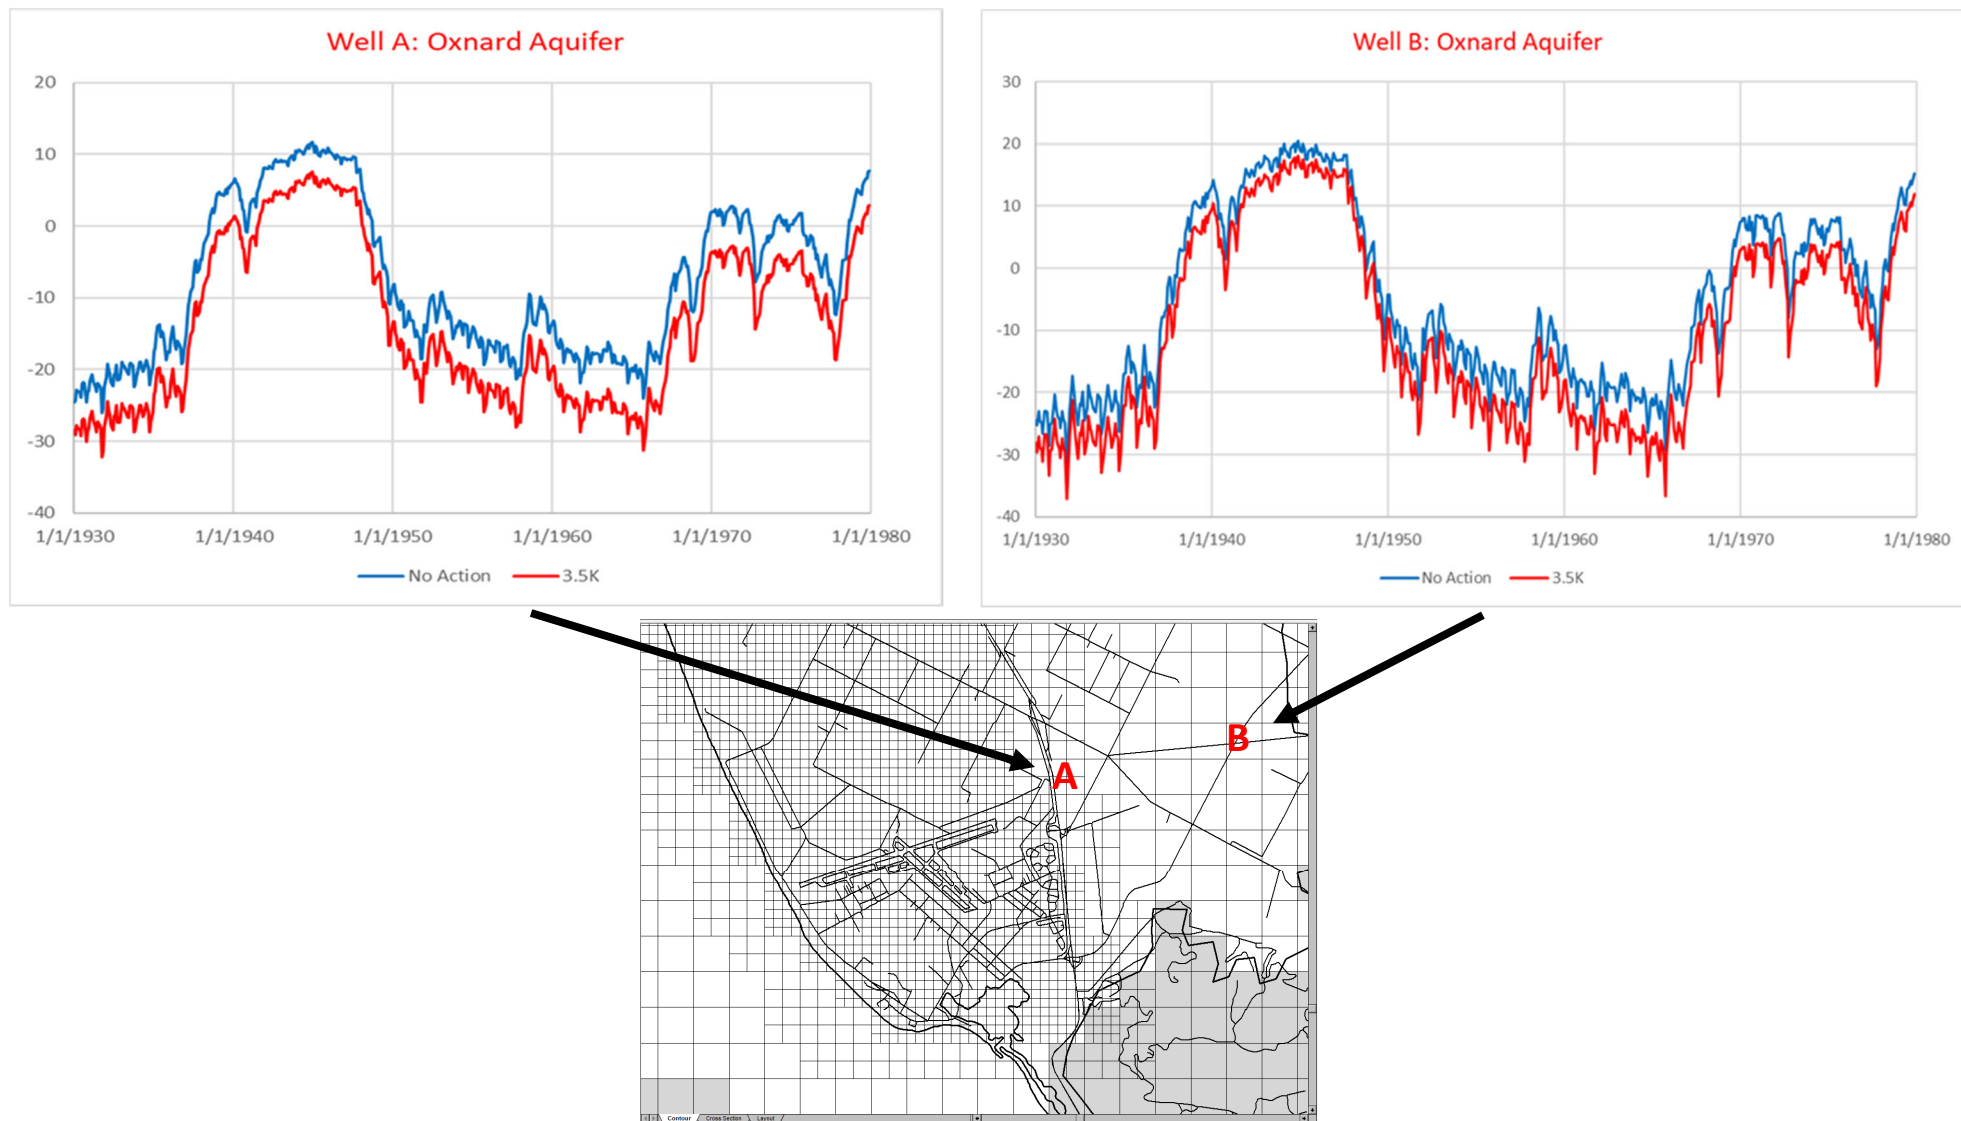 Well A: Oxnard Aquifer
20
10
0
-10
-20
-30
-40
1/1/1930 1/1/1940 1/1/1950 1/1/1960 1/1/1970 1/1/1980
No Action 3.5K
Well B: Oxnard Aquifer
30
20
10
0
-10
-20
-30
-40
1/1/1930 1/1/1940 1/1/1950 1/1/1960 1/1/1970 1/1/1980
No Action 3.5K
B
A
Contour Cross Section Layout